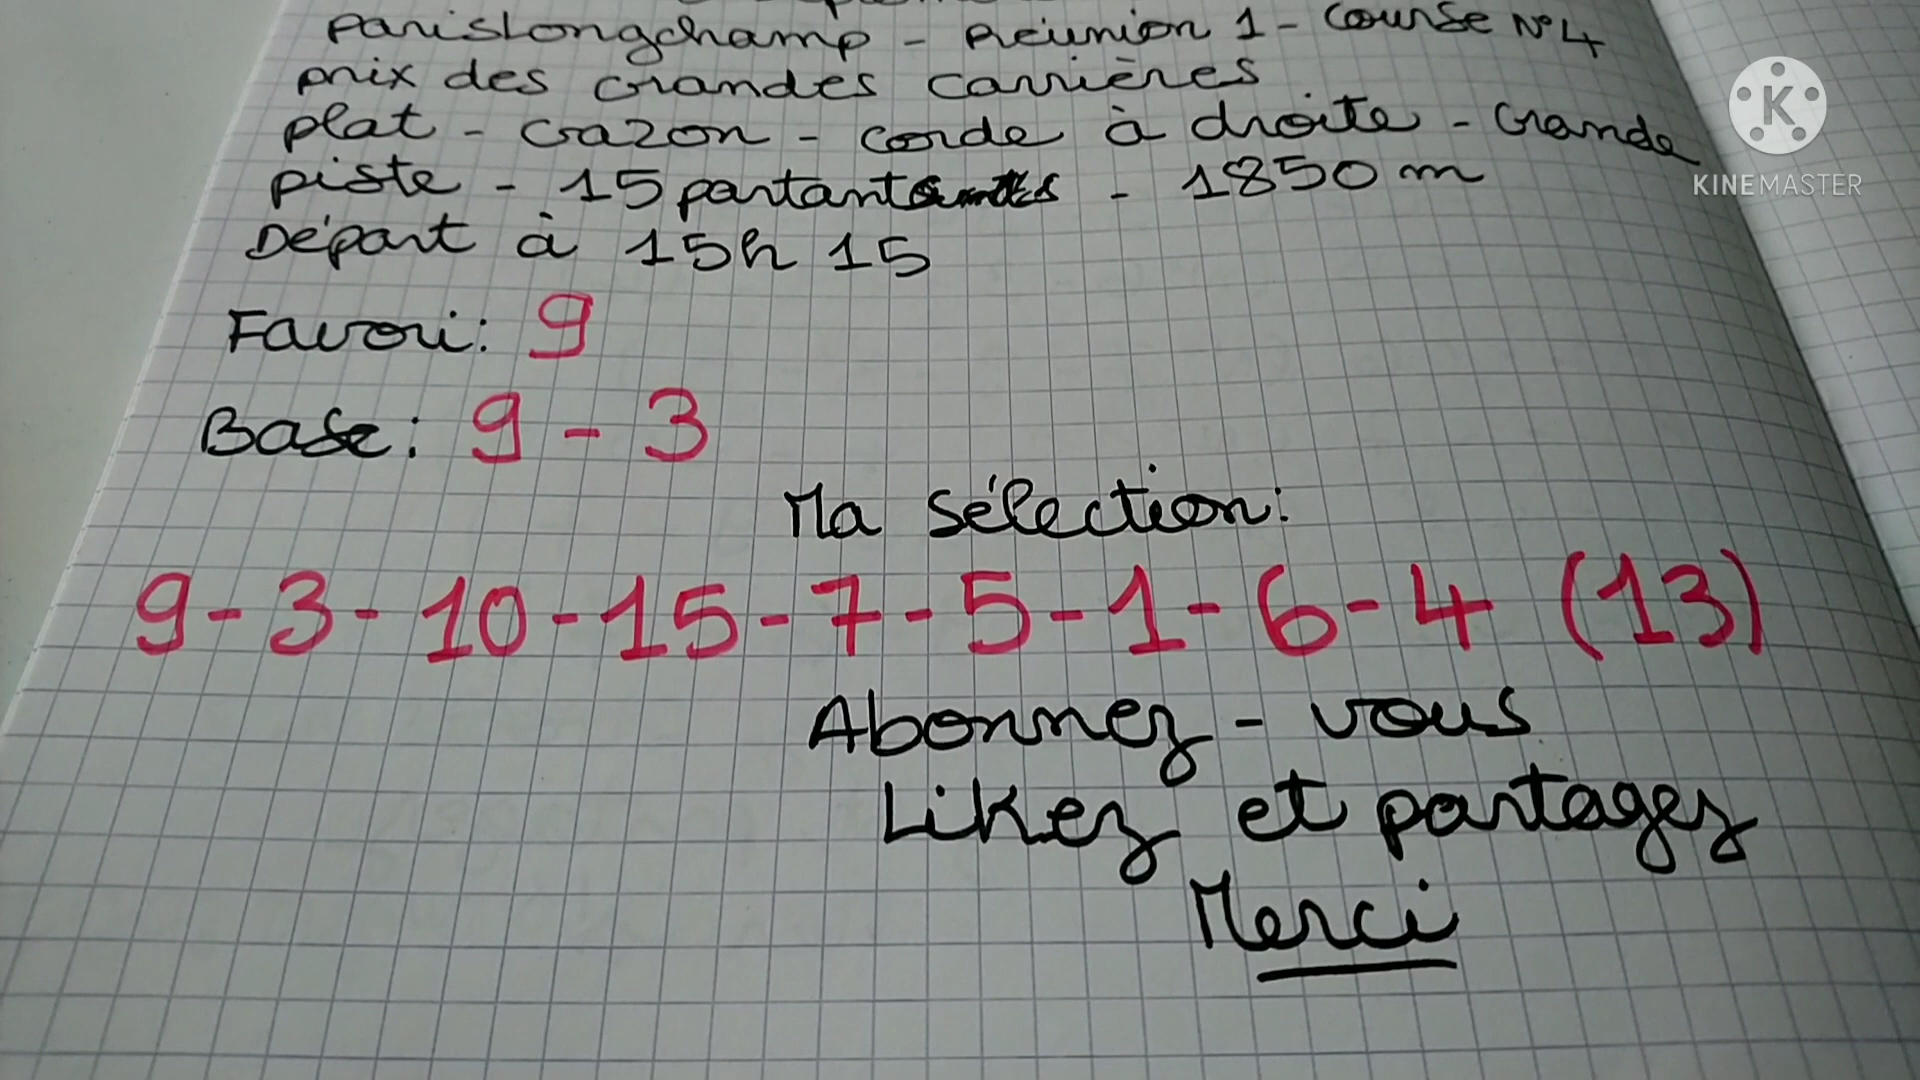 ParisLongchamp - Réunion 1 - Course N°4
prix des Grandes Carrières
plat - Gazon - corde à droite - Grande
piste - 15 partants - 1850 m
Départ à 15h 15
Favori: 9
Base: 9 - 3
Ma sélection:
9 - 3 - 10 - 15 - 7 - 5 - 1 - 6 - 4 (13)
Abonnez - vous
Likez et partagez
Merci
K
KINEMASTER